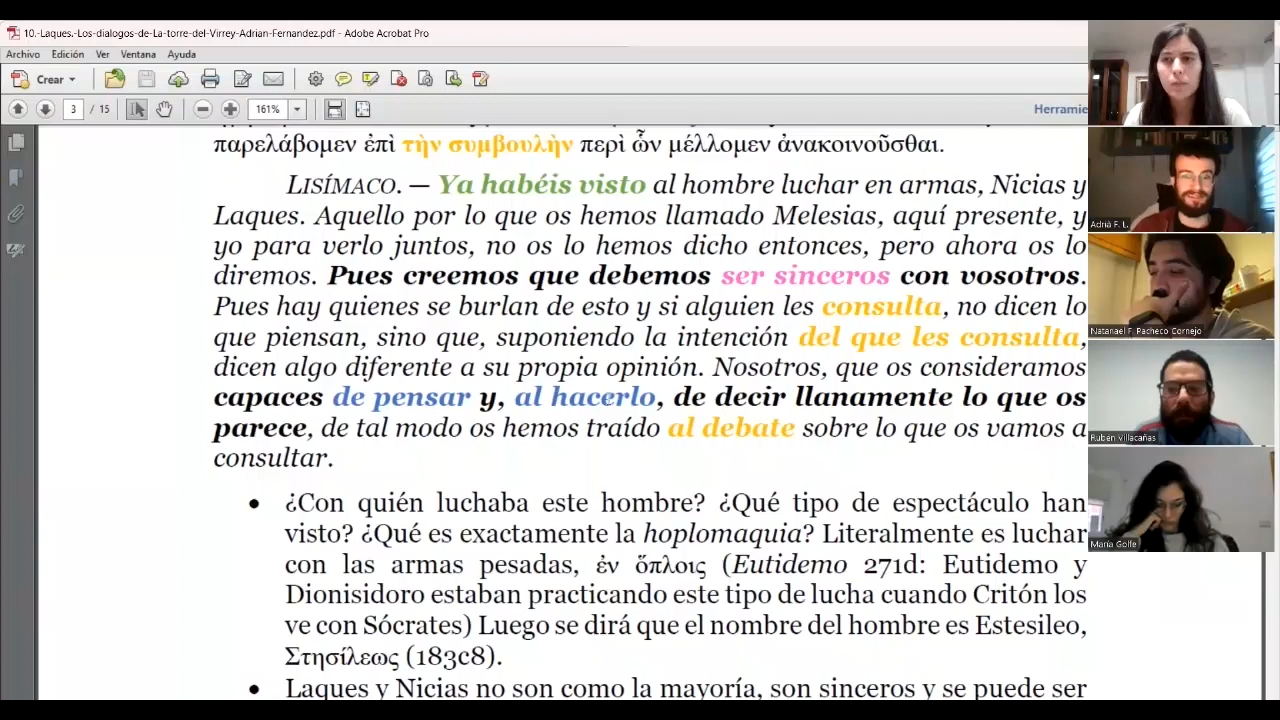 10.-Laques.-Los-dialogos-de-La-torre-del-Virrey-Adrian-Fernandez.pdf - Adobe Acrobat Pro
Archivo Edición Ver Ventana Ayuda
Crear
3 / 15 161% Herramie
παρελάβομεν ἐπὶ τὴν συμβουλὴν περὶ ὧν μέλλομεν ἀνακοινοῦσθαι.
LISÍMACO. — Ya habéis visto al hombre luchar en armas, Nicias y
Laques. Aquello por lo que os hemos llamado Melesias, aquí presente, y
yo para verlo juntos, no os lo hemos dicho entonces, pero ahora os lo
diremos. Pues creemos que debemos ser sinceros con vosotros.
Pues hay quienes se burlan de esto y si alguien les consulta, no dicen lo
que piensan, sino que, suponiendo la intención del que les consulta,
dicen algo diferente a su propia opinión. Nosotros, que os consideramos
capaces de pensar y, al hacerlo, de decir llanamente lo que os
parece, de tal modo os hemos traído al debate sobre lo que os vamos a
consultar.
• ¿Con quién luchaba este hombre? ¿Qué tipo de espectáculo han
visto? ¿Qué es exactamente la hoplomaquia? Literalmente es luchar
con las armas pesadas, ἐν ὅπλοις (Eutidemo 271d: Eutidemo y
Dionisidoro estaban practicando este tipo de lucha cuando Critón los
ve con Sócrates) Luego se dirá que el nombre del hombre es Estesileo,
Στησίλεως (183c8).
• Laques y Nicias no son como la mayoría, son sinceros y se puede ser
Adrià F. L.
Natanael F. Pacheco Cornejo
Rubén Villacañas
María Golfe